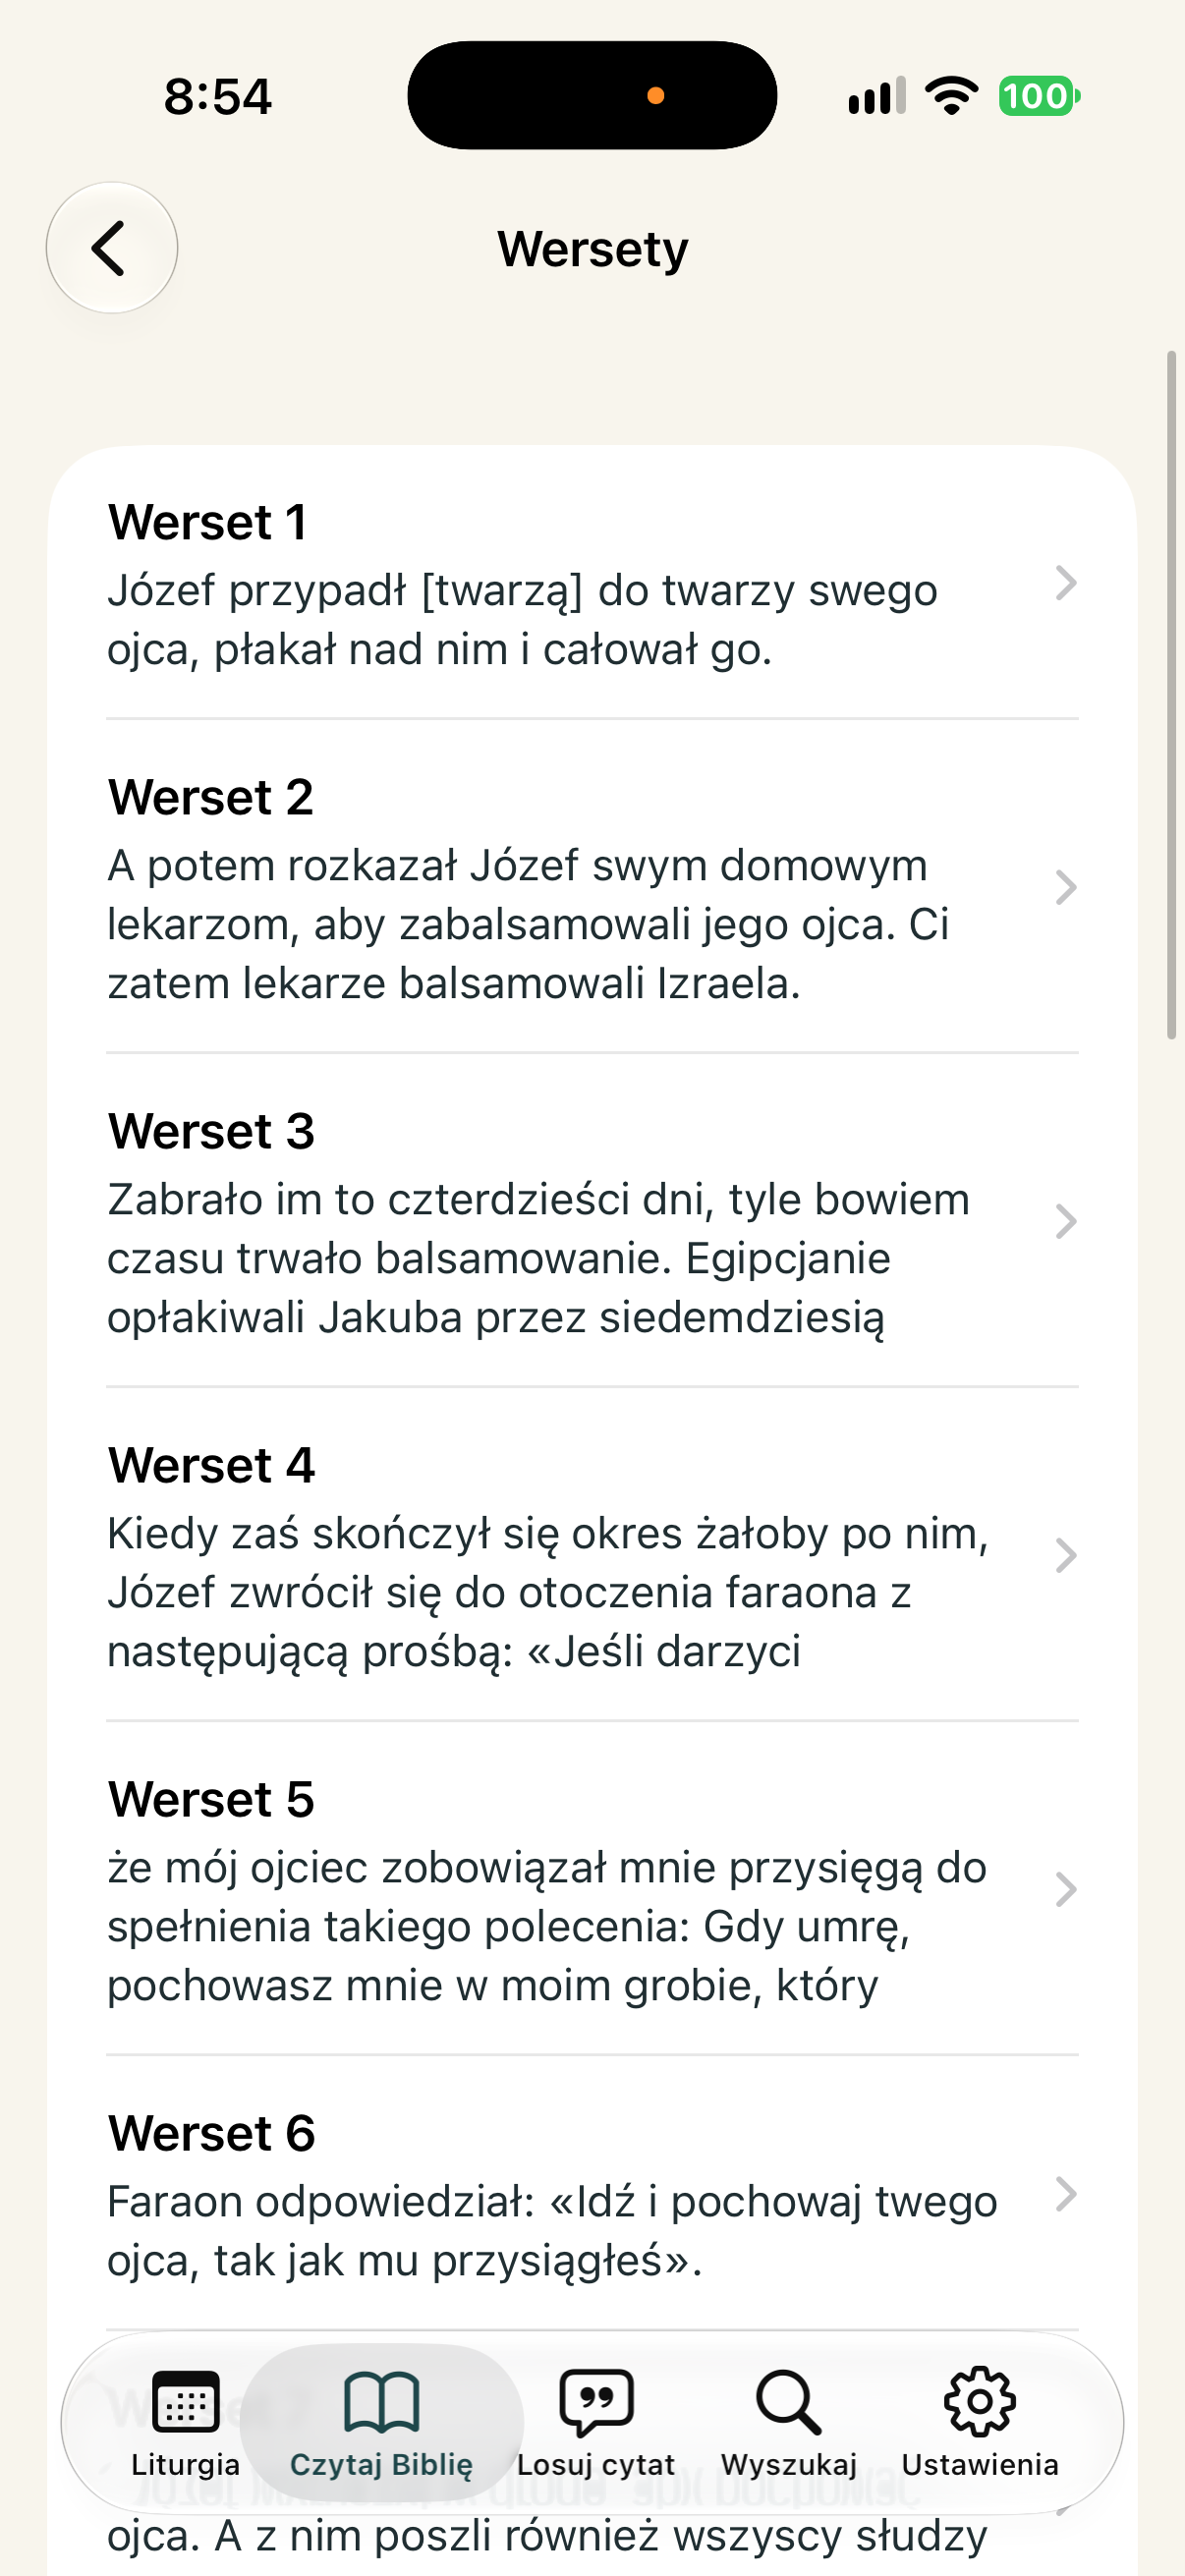 8:54
100
Wersety
Werset 1
Józef przypadł [twarzą] do twarzy swego
ojca, płakał nad nim i całował go.
Werset 2
A potem rozkazał Józef swym domowym
lekarzom, aby zabalsamowali jego ojca. Ci
zatem lekarze balsamowali Izraela.
Werset 3
Zabrało im to czterdzieści dni, tyle bowiem
czasu trwało balsamowanie. Egipcjanie
opłakiwali Jakuba przez siedemdziesią
Werset 4
Kiedy zaś skończył się okres żałoby po nim,
Józef zwrócił się do otoczenia faraona z
następującą prośbą: «Jeśli darzyci
Werset 5
że mój ojciec zobowiązał mnie przysięgą do
spełnienia takiego polecenia: Gdy umrę,
pochowasz mnie w moim grobie, który
Werset 6
Faraon odpowiedział: «Idź i pochowaj twego
ojca, tak jak mu przysiągłeś».
Liturgia
Czytaj Biblię
Losuj cytat
Wyszukaj
Ustawienia
ojca. A z nim poszli również wszyscy słudzy